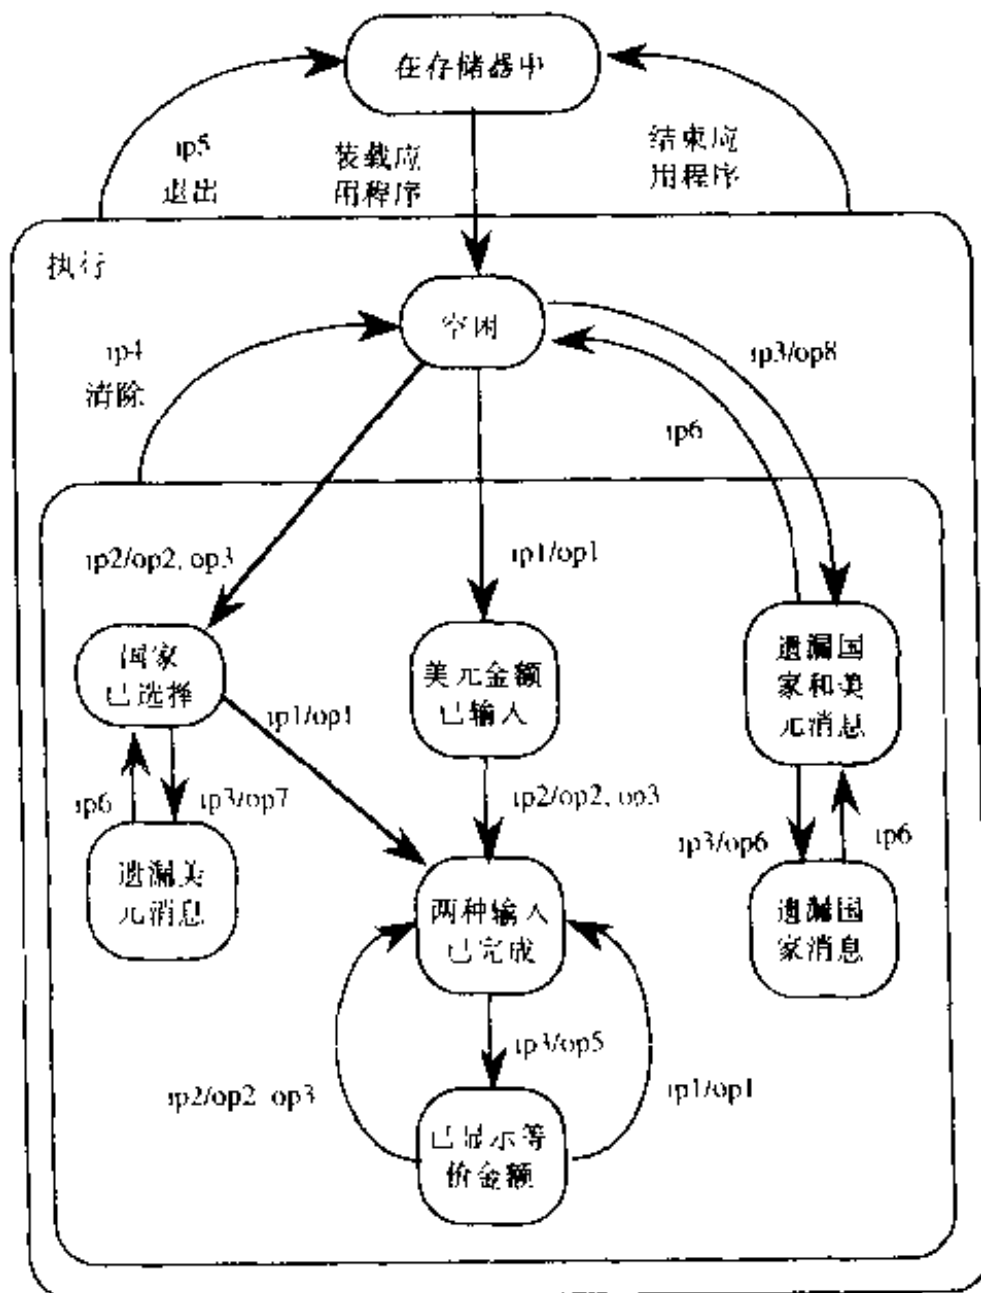 在存储器中
ip5
退出
装载应
用程序
结束应
用程序
执行
空闲
ip4
清除
ip3/op8
ip6
ip2/op2, op3
ip1/op1
国家
已选择
美元金额
已输入
遗漏国
家和美
元消息
ip1/op1
ip6
ip3/op7
ip2/op2, op3
ip3/op6
ip6
遗漏美
元消息
两种输入
已完成
遗漏国
家消息
ip3/op5
ip2/op2 op3
ip1/op1
已显示等
价金额